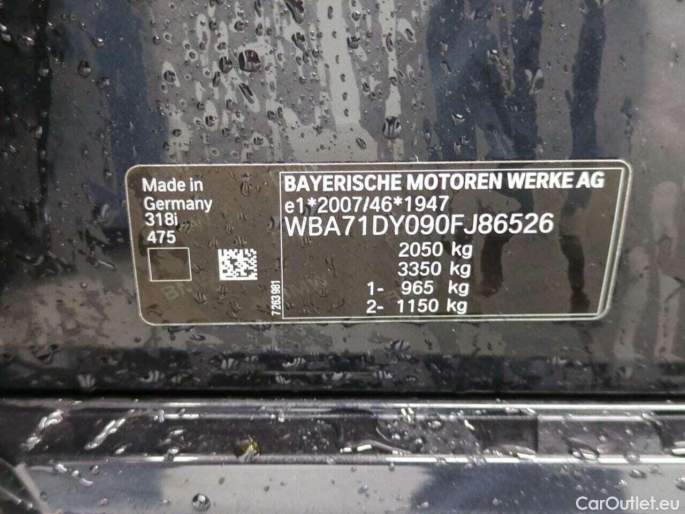 Made in
Germany
318i
475
7 263 981
BAYERISCHE MOTOREN WERKE AG
e1*2007/46*1947
WBA71DY090FJ86526
2050 kg
3350 kg
1- 965 kg
2- 1150 kg
CarOutlet.eu